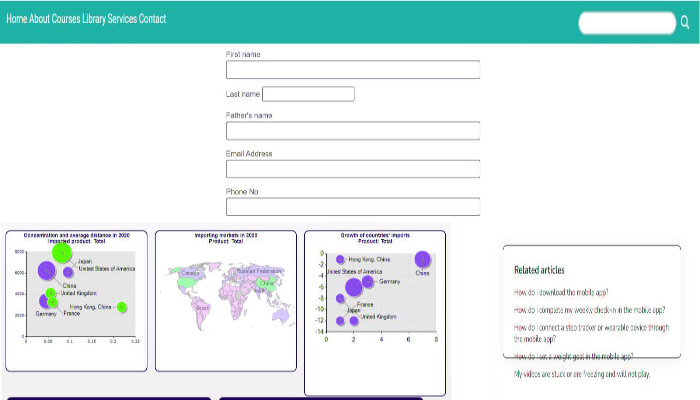 Home About Courses Library Services Contact
First name
Last name
Father's name
Email Address
Phone No
Concentration and average distance in 2020
Imported product: Total
8000
6000
4000
2000
0
Japan
United States of America
China
United Kingdom
Hong Kong, China
Germany
France
0 0.05 0.1 0.15 0.2 0.25
Importing markets in 2020
Product: Total
Canada
Russian Federation
China
India
Brazil
Growth of countries' imports
Product: Total
0
-2
-4
-6
-8
-10
-12
-14
Hong Kong, China
China
United States of America
Germany
France
Japan
United Kingdom
0 2 4 6 8
Related articles
How do I download the mobile app?
How do I complete my weekly check-in in the mobile app?
How do I connect a step tracker or wearable device through
the mobile app?
How do I set a weight goal in the mobile app?
My videos are stuck or are freezing and will not play.